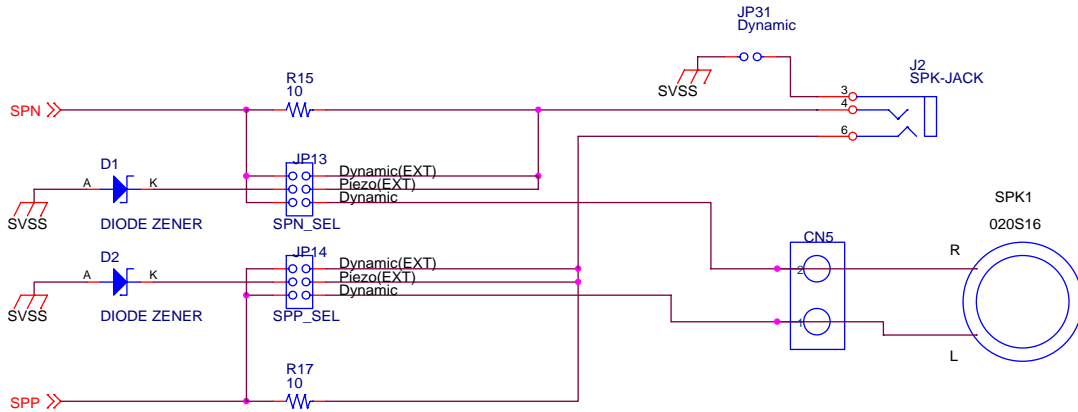 JP31
Dynamic
J2
SPK-JACK
R15
10
SVSS
3
4
6
SPN
D1
JP13
Dynamic(EXT)
Piezo(EXT)
Dynamic
A
K
SVSS
DIODE ZENER
SPN_SEL
SPK1
020S16
D2
JP14
Dynamic(EXT)
Piezo(EXT)
Dynamic
A
K
SVSS
DIODE ZENER
SPP_SEL
CN5
R
2
1
L
R17
10
SPP